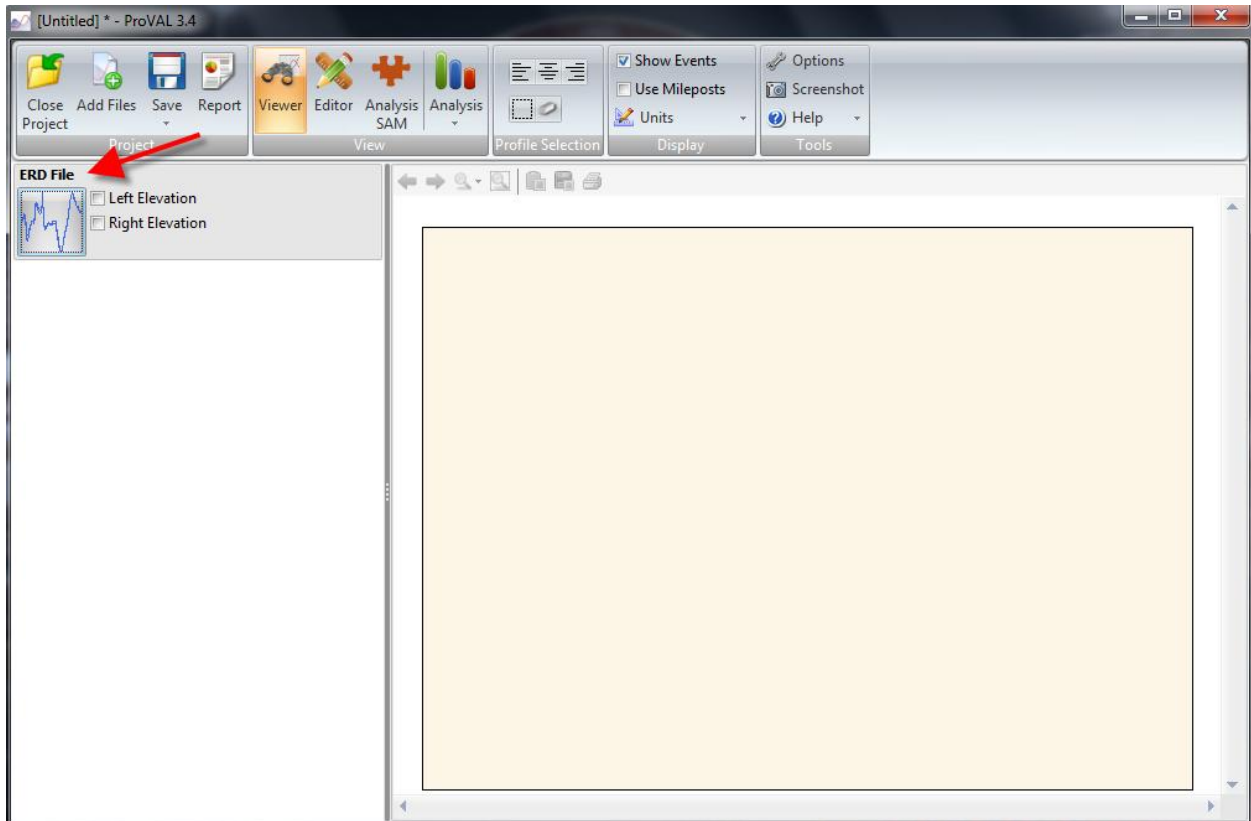 [Untitled] * - ProVAL 3.4
Close Project
Add Files
Save
Report
Viewer
Editor
Analysis SAM
Analysis
Show Events
Use Mileposts
Units
Options
Screenshot
Help
Project
View
Profile Selection
Display
Tools
ERD File
Left Elevation
Right Elevation